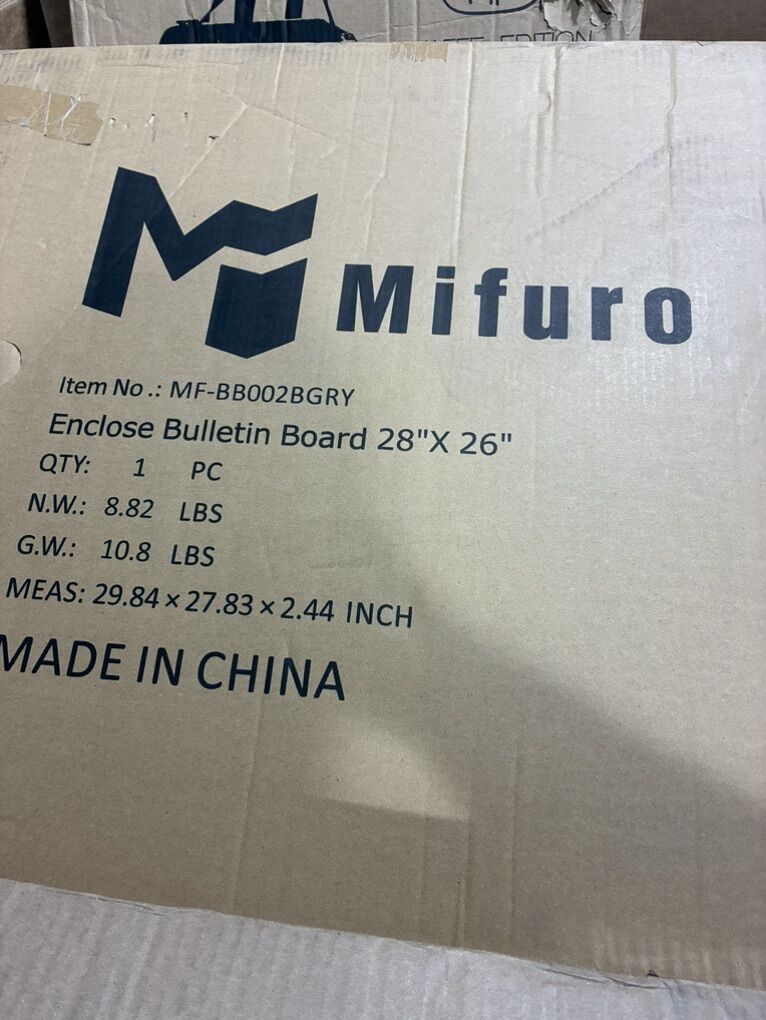 EDITION
Mifuro
Item No.: MF-BB002BGRY
Enclose Bulletin Board 28"X 26"
QTY: 1 PC
N.W.: 8.82 LBS
G.W.: 10.8 LBS
MEAS: 29.84 × 27.83 × 2.44 INCH
MADE IN CHINA